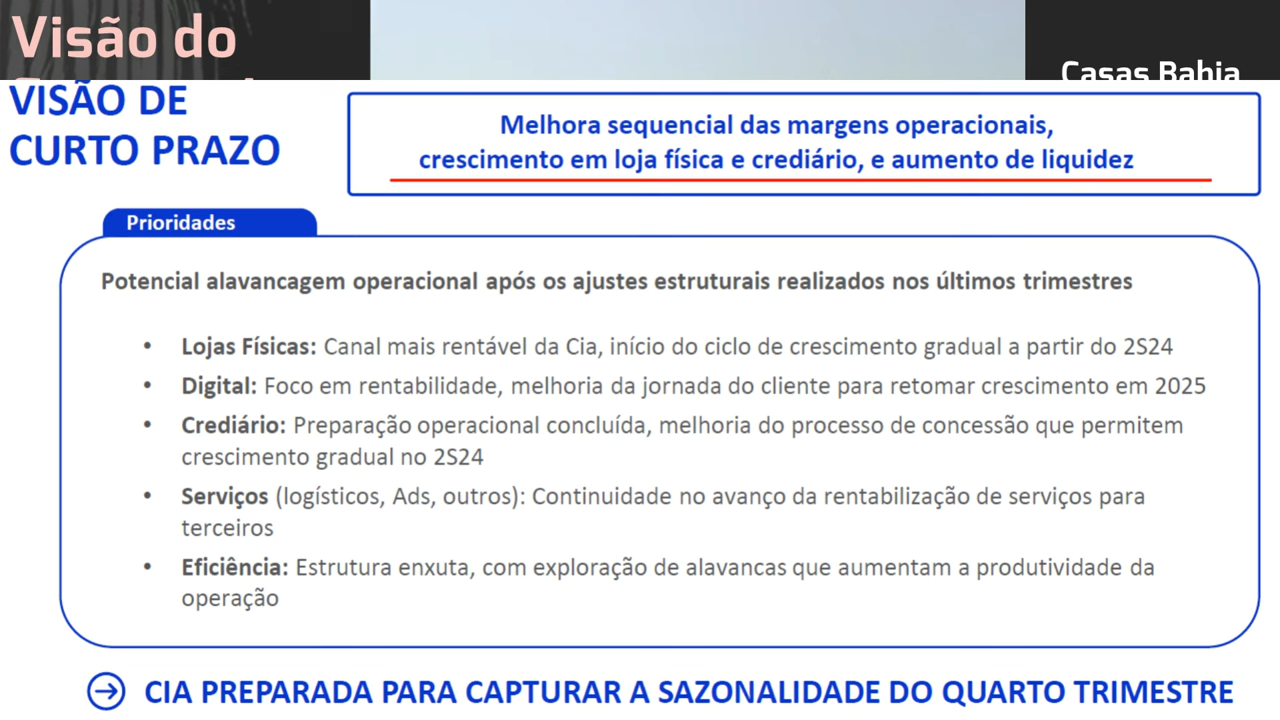 Visão do
Casas Bahia
VISÃO DE
CURTO PRAZO
Melhora sequencial das margens operacionais,
crescimento em loja física e crediário, e aumento de liquidez
Prioridades
Potencial alavancagem operacional após os ajustes estruturais realizados nos últimos trimestres
• Lojas Físicas: Canal mais rentável da Cia, início do ciclo de crescimento gradual a partir do 2S24
• Digital: Foco em rentabilidade, melhoria da jornada do cliente para retomar crescimento em 2025
• Crediário: Preparação operacional concluída, melhoria do processo de concessão que permitem
crescimento gradual no 2S24
• Serviços (logísticos, Ads, outros): Continuidade no avanço da rentabilização de serviços para
terceiros
• Eficiência: Estrutura enxuta, com exploração de alavancas que aumentam a produtividade da
operação
CIA PREPARADA PARA CAPTURAR A SAZONALIDADE DO QUARTO TRIMESTRE